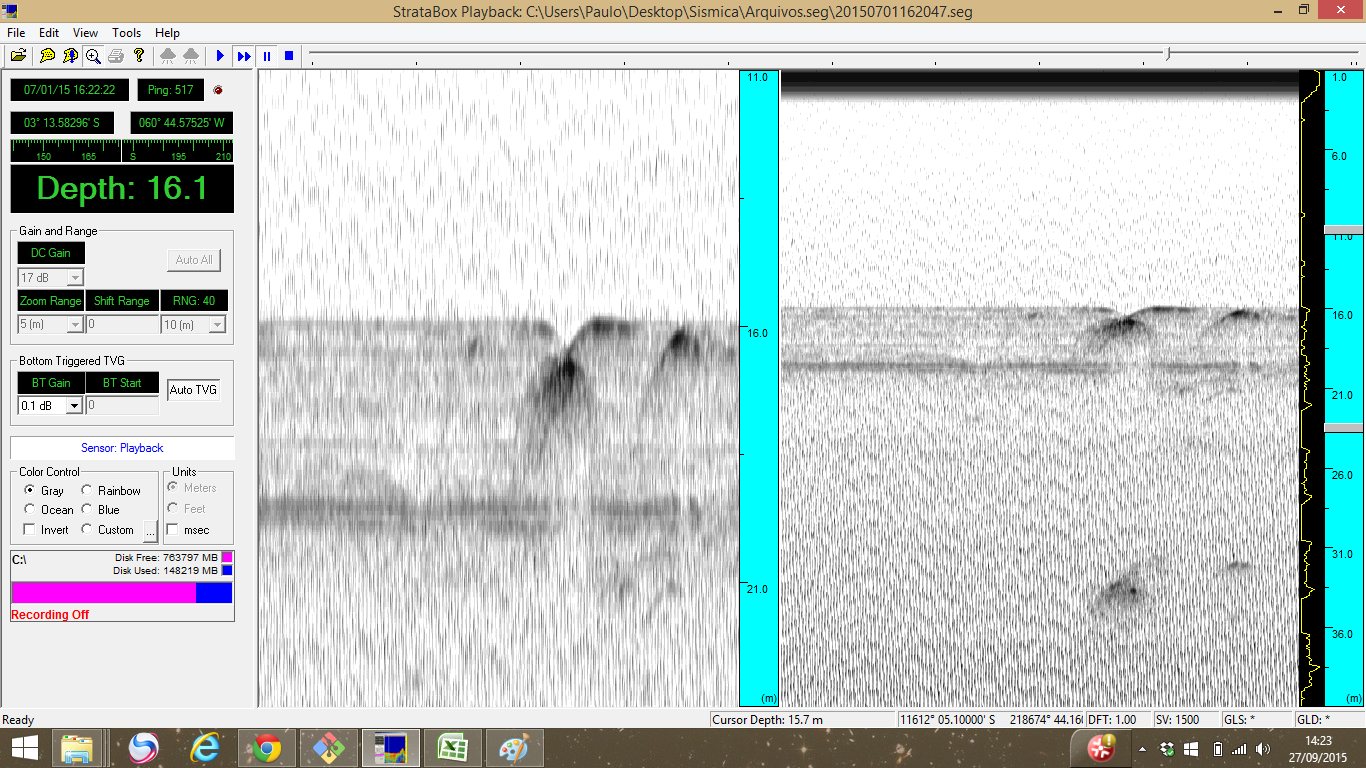 StrataBox Playback: C:\Users\Paulo\Desktop\Sismica\Arquivos.seg\20150701162047.seg
File Edit View Tools Help
07/01/15 16:22:22 Ping: 517
03° 13.58296' S 060° 44.57525' W
150 165 S 195 210
Depth: 16.1
Gain and Range
DC Gain
Auto All
17 dB
Zoom Range Shift Range RNG: 40
5 (m) 0 10 (m)
Bottom Triggered TVG
BT Gain BT Start
Auto TVG
0.1 dB 0
Sensor: Playback
Color Control
Gray Rainbow
Ocean Blue
Invert Custom ...
Units
Meters
Feet
msec
C:\ Disk Free: 763797 MB
Disk Used: 148219 MB
Recording Off
11.0
16.0
21.0
(m)
1.0
6.0
11.0
16.0
21.0
26.0
31.0
36.0
(m)
Ready Cursor Depth: 15.7 m 11612° 05.10000' S 218674° 44.16 DFT: 1.00 SV: 1500 GLS: * GLD: *
14:23
27/09/2015